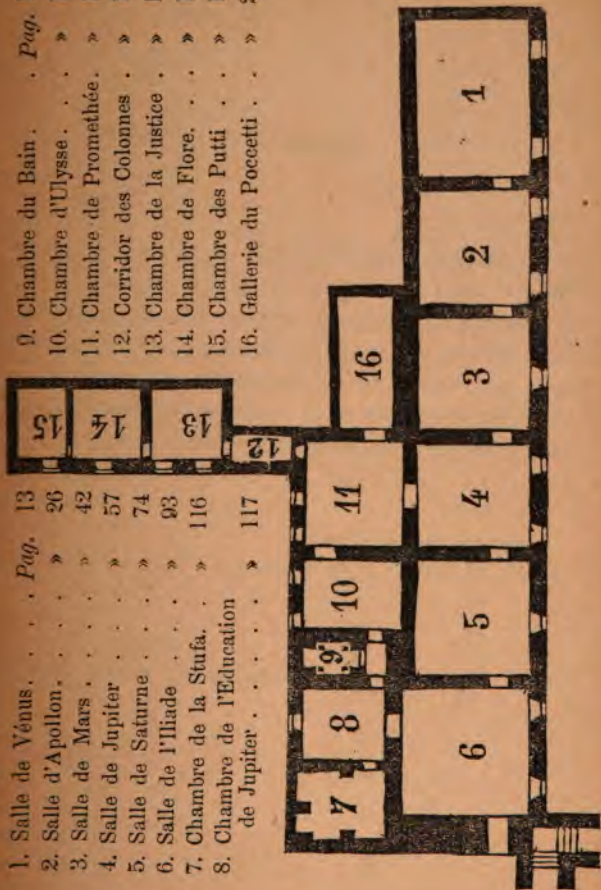 1. Salle de Vénus. . . . Pag. 13
2. Salle d'Apollon. . . . » 26
3. Salle de Mars . . . . » 42
4. Salle de Jupiter . . . » 57
5. Salle de Saturne . . . » 74
6. Salle de l'Iliade . . . » 93
7. Chambre de la Stufa. . » 116
8. Chambre de l'Education
de Jupiter . . . . . » 117
9. Chambre du Bain . . Pag.
10. Chambre d'Ulysse. . . »
11. Chambre de Promethée. »
12. Corridor des Colonnes . »
13. Chambre de la Justice . »
14. Chambre de Flore. . . »
15. Chambre des Putti . . »
16. Gallerie du Poccetti . . »
15
14
13
12
16
11
10
9
8
7
1
2
3
4
5
6